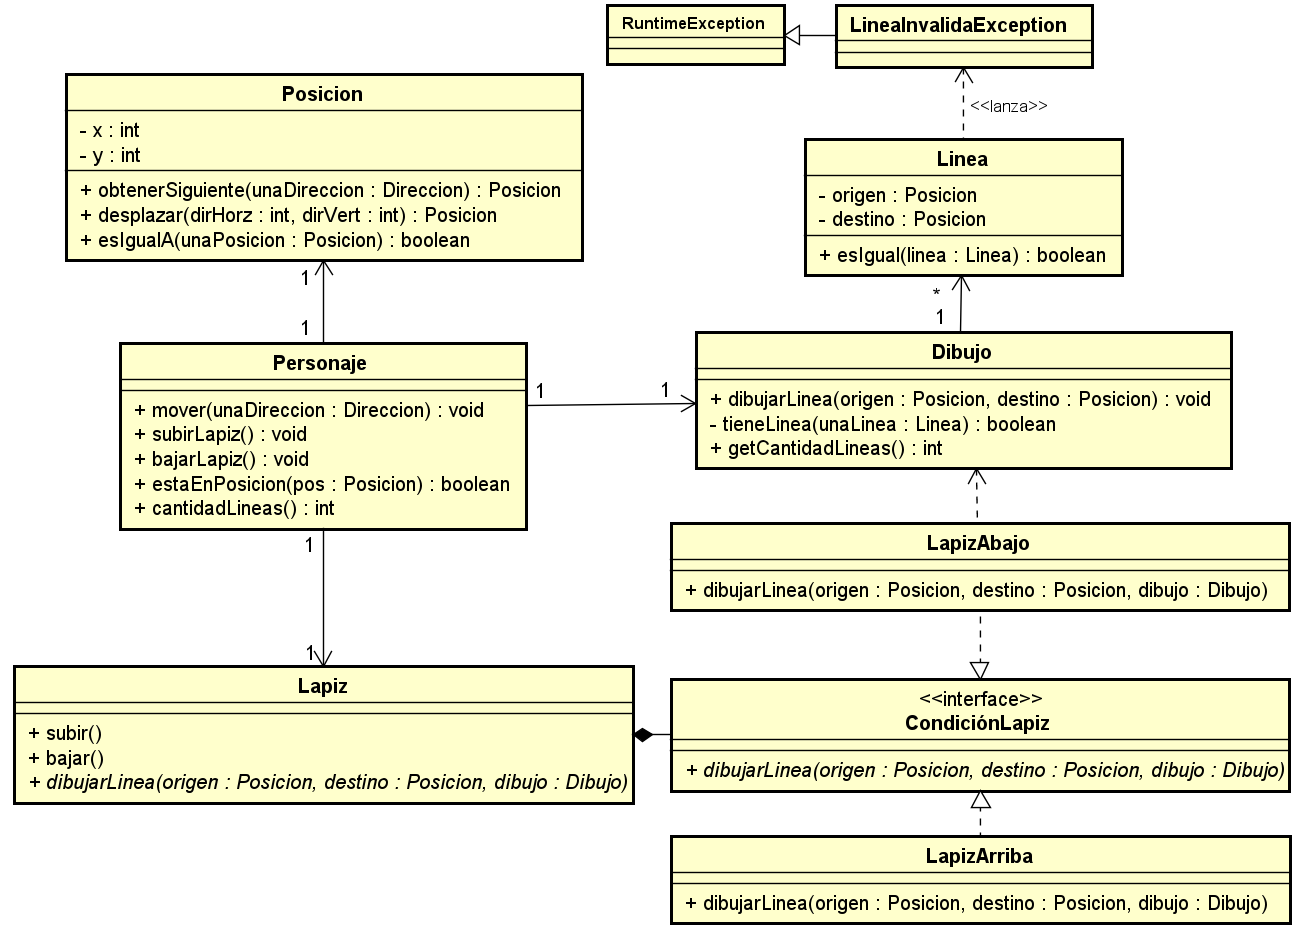 RuntimeException
LineaInvalidaException
<<lanza>>
Posicion
- x : int
- y : int
+ obtenerSiguiente(unaDireccion : Direccion) : Posicion
+ desplazar(dirHorz : int, dirVert : int) : Posicion
+ esIgualA(unaPosicion : Posicion) : boolean
Linea
- origen : Posicion
- destino : Posicion
+ esIgual(linea : Linea) : boolean
1
1
*
1
Personaje
+ mover(unaDireccion : Direccion) : void
+ subirLapiz() : void
+ bajarLapiz() : void
+ estaEnPosicion(pos : Posicion) : boolean
+ cantidadLineas() : int
1
1
Dibujo
+ dibujarLinea(origen : Posicion, destino : Posicion) : void
- tieneLinea(unaLinea : Linea) : boolean
+ getCantidadLineas() : int
1
1
LapizAbajo
+ dibujarLinea(origen : Posicion, destino : Posicion, dibujo : Dibujo)
Lapiz
+ subir()
+ bajar()
+ dibujarLinea(origen : Posicion, destino : Posicion, dibujo : Dibujo)
<<interface>>
CondiciónLapiz
+ dibujarLinea(origen : Posicion, destino : Posicion, dibujo : Dibujo)
LapizArriba
+ dibujarLinea(origen : Posicion, destino : Posicion, dibujo : Dibujo)